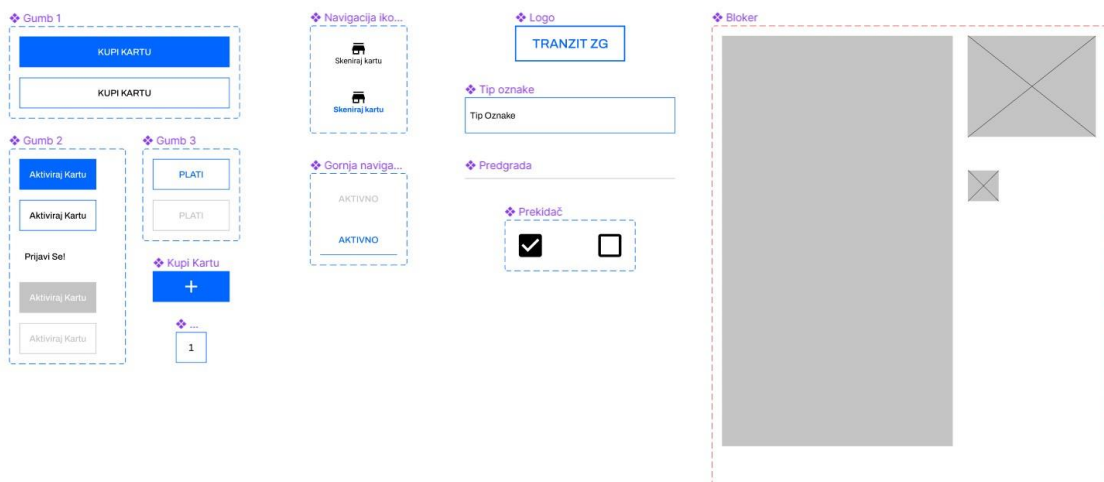 Gumb 1
KUPI KARTU
KUPI KARTU
Gumb 2
Aktiviraj Kartu
Aktiviraj Kartu
Prijavi Se!
Aktiviraj Kartu
Aktiviraj Kartu
Gumb 3
PLATI
PLATI
Kupi Kartu
+
...
1
Navigacija iko...
Skeniraj kartu
Skeniraj kartu
Gornja naviga...
AKTIVNO
AKTIVNO
Logo
TRANZIT ZG
Tip oznake
Tip Oznake
Predgrada
Prekidač
Bloker